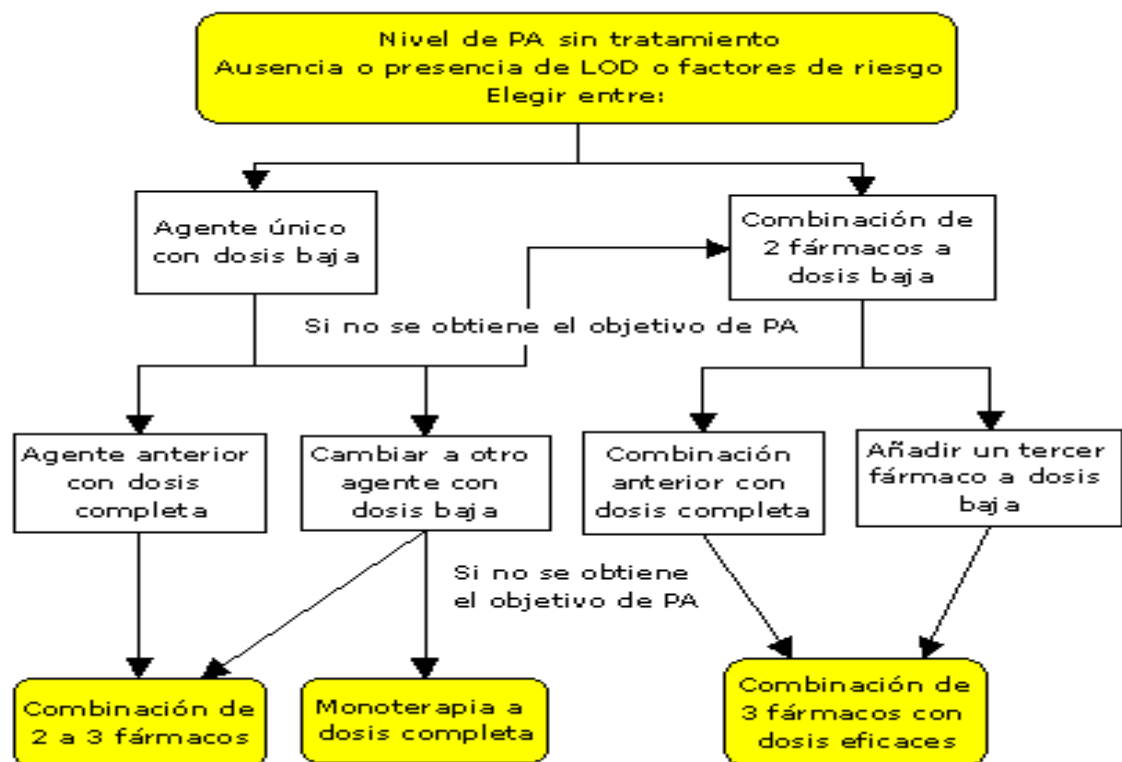 Nivel de PA sin tratamiento
Ausencia o presencia de LOD o factores de riesgo
Elegir entre:
Agente único
con dosis baja
Combinación de
2 fármacos a
dosis baja
Si no se obtiene el objetivo de PA
Agente anterior
con dosis
completa
Cambiar a otro
agente con
dosis baja
Combinación
anterior con
dosis completa
Añadir un tercer
fármaco a dosis
baja
Si no se obtiene
el objetivo de PA
Combinación de
2 a 3 fármacos
Monoterapia a
dosis completa
Combinación de
3 fármacos con
dosis eficaces